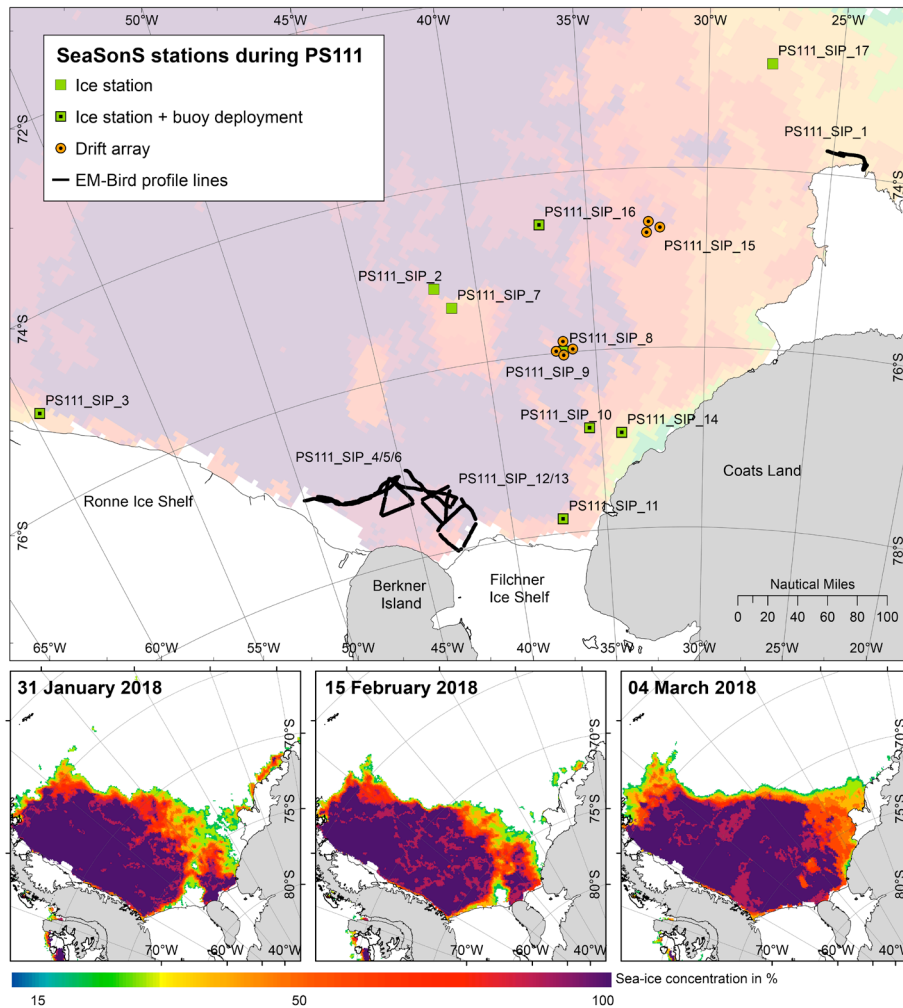 50°W
45°W
40°W
35°W
30°W
25°W
SeaSonS stations during PS111
Ice station
Ice station + buoy deployment
Drift array
EM-Bird profile lines
PS111_SIP_17
PS111_SIP_1
72°S
74°S
PS111_SIP_16
PS111_SIP_15
PS111_SIP_2
PS111_SIP_7
74°S
PS111_SIP_8
76°S
PS111_SIP_9
PS111_SIP_3
PS111_SIP_10
PS111_SIP_14
PS111_SIP_4/5/6
PS111_SIP_12/13
Coats Land
Ronne Ice Shelf
PS111_SIP_11
76°S
78°S
Berkner
Island
Filchner
Ice Shelf
Nautical Miles
0
20
40
60
80
100
65°W
60°W
55°W
50°W
45°W
40°W
35°W
30°W
25°W
20°W
31 January 2018
70°S
75°S
80°S
70°W
60°W
50°W
40°W
15 February 2018
70°S
75°S
80°S
70°W
60°W
50°W
40°W
04 March 2018
70°S
75°S
80°S
70°W
60°W
50°W
40°W
Sea-ice concentration in %
15
50
100